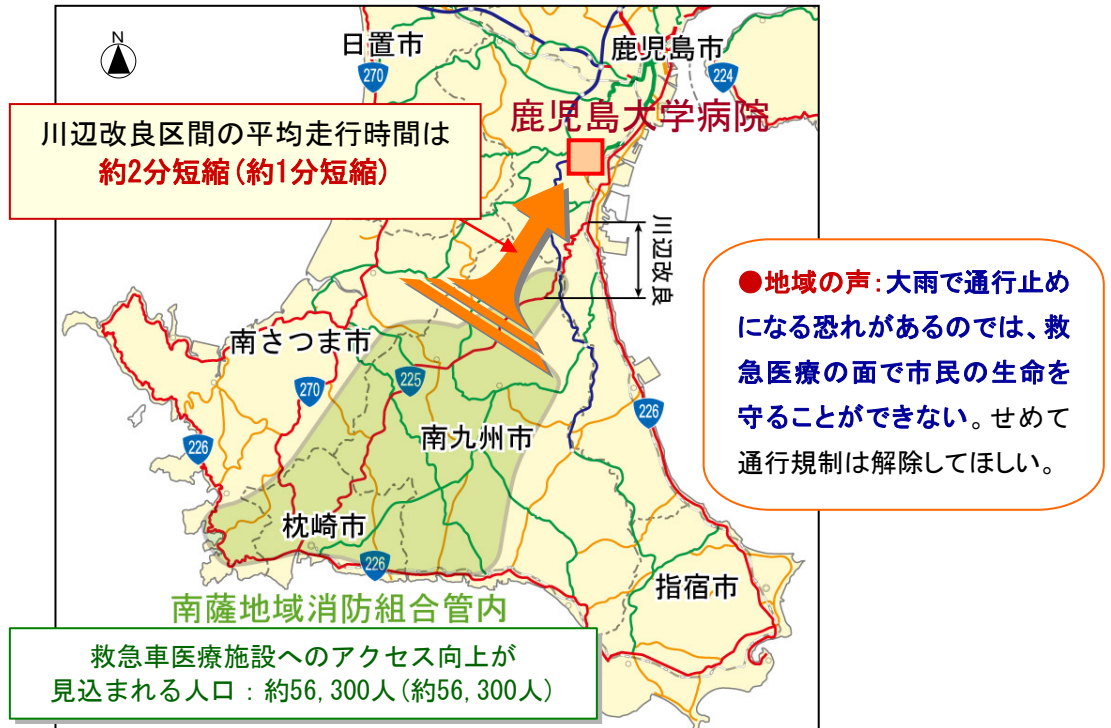 N
日置市
鹿児島市
270
224
鹿児島大学病院
川辺改良区間の平均走行時間は
約2分短縮(約1分短縮)
川辺改良
●地域の声:大雨で通行止め
になる恐れがあるのでは、救
急医療の面で市民の生命を
守ることができない。せめて
通行規制は解除してほしい。
南さつま市
270
225
226
南九州市
226
枕崎市
226
指宿市
南薩地域消防組合管内
救急車医療施設へのアクセス向上が
見込まれる人口：約56,300人(約56,300人)